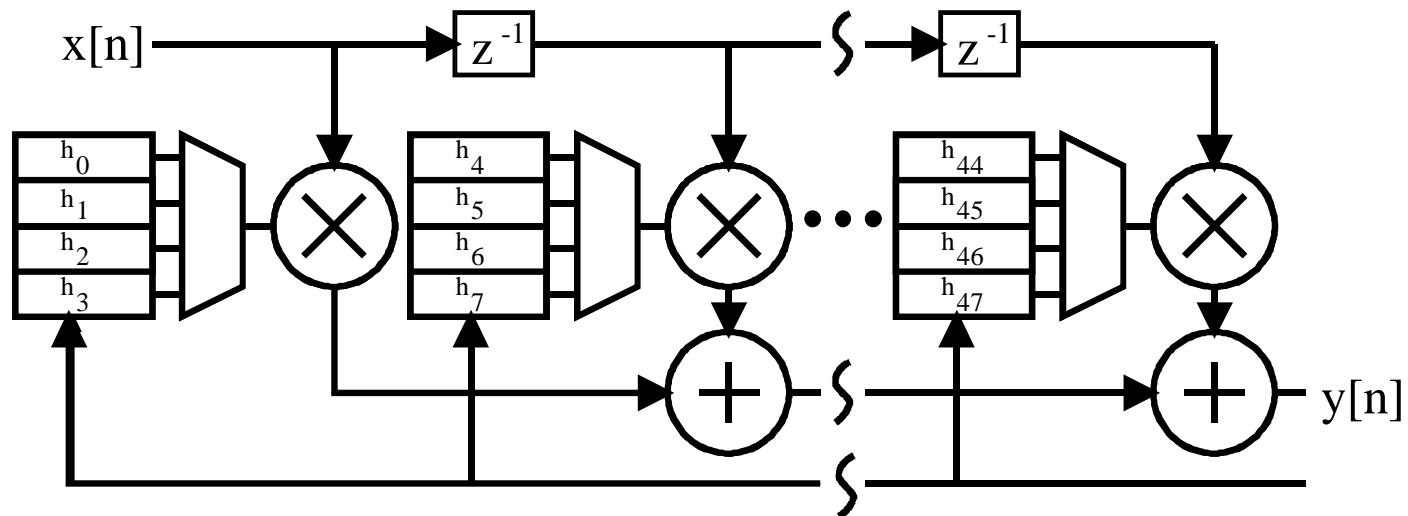 x[n]
z⁻¹
z⁻¹
h₀
h₁
h₂
h₃
h₄
h₅
h₆
h₇
h₄₄
h₄₅
h₄₆
h₄₇
y[n]